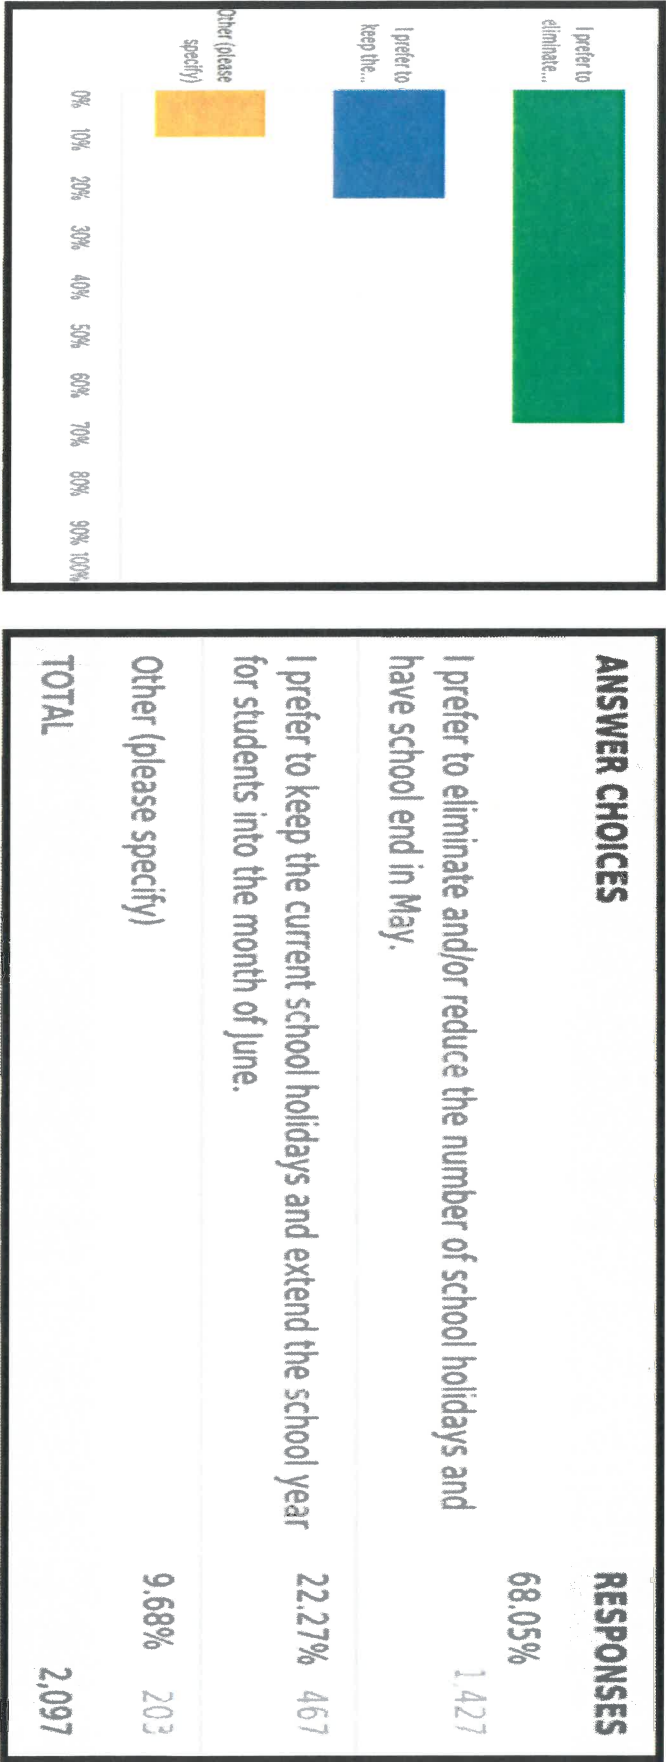 I prefer to
eliminate...
I prefer to
keep the...
Other (please
specify)
0% 10% 20% 30% 40% 50% 60% 70% 80% 90% 100%
ANSWER CHOICES RESPONSES
68.05%
I prefer to eliminate and/or reduce the number of school holidays and 1,427
have school end in May.
I prefer to keep the current school holidays and extend the school year 22.27% 467
for students into the month of June.
Other (please specify) 9.68% 203
TOTAL 2,097